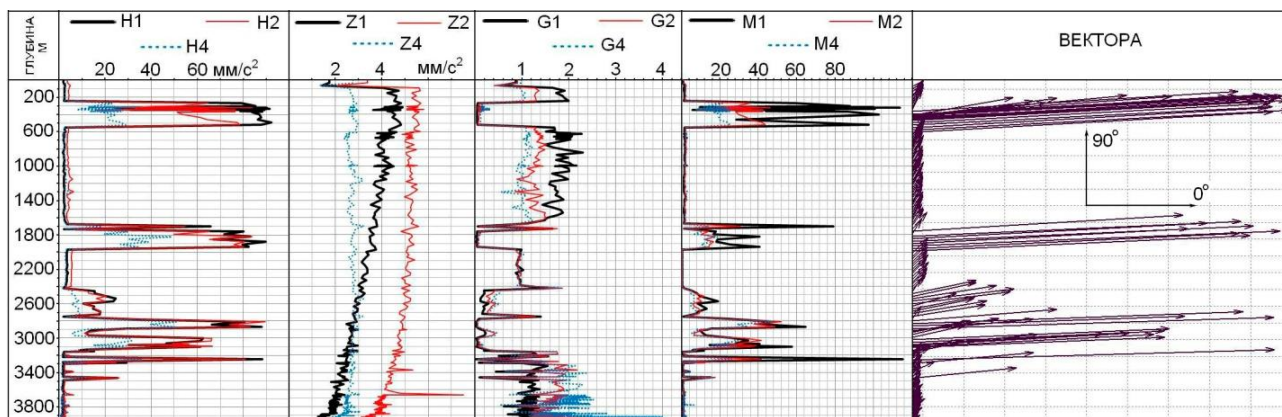 ГЛУБИНА
М
H1 H2
H4
20 40 60 мм/с²
Z1 Z2
Z4
2 4 мм/с²
G1 G2
G4
0 1 2 3 4
M1 M2
M4
20 40 60 80
ВЕКТОРА
200
600
1000
1400
1800
2200
2600
3000
3400
3800
90°
0°